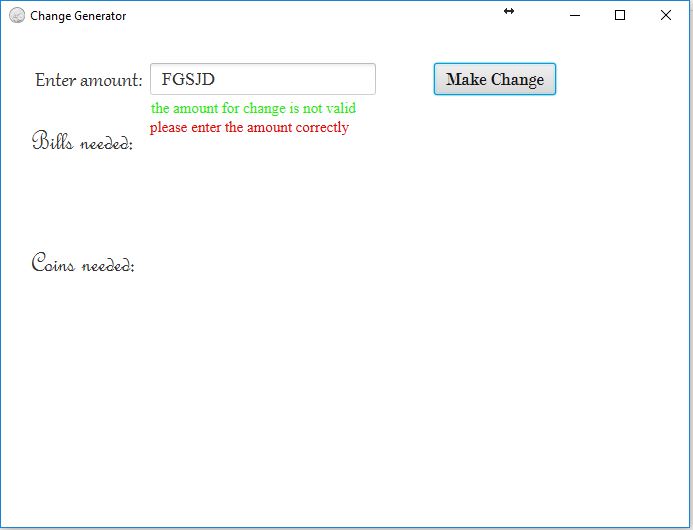 Change Generator
Enter amount: FGSJD Make Change
the amount for change is not valid
please enter the amount correctly
Bills needed:
Coins needed: